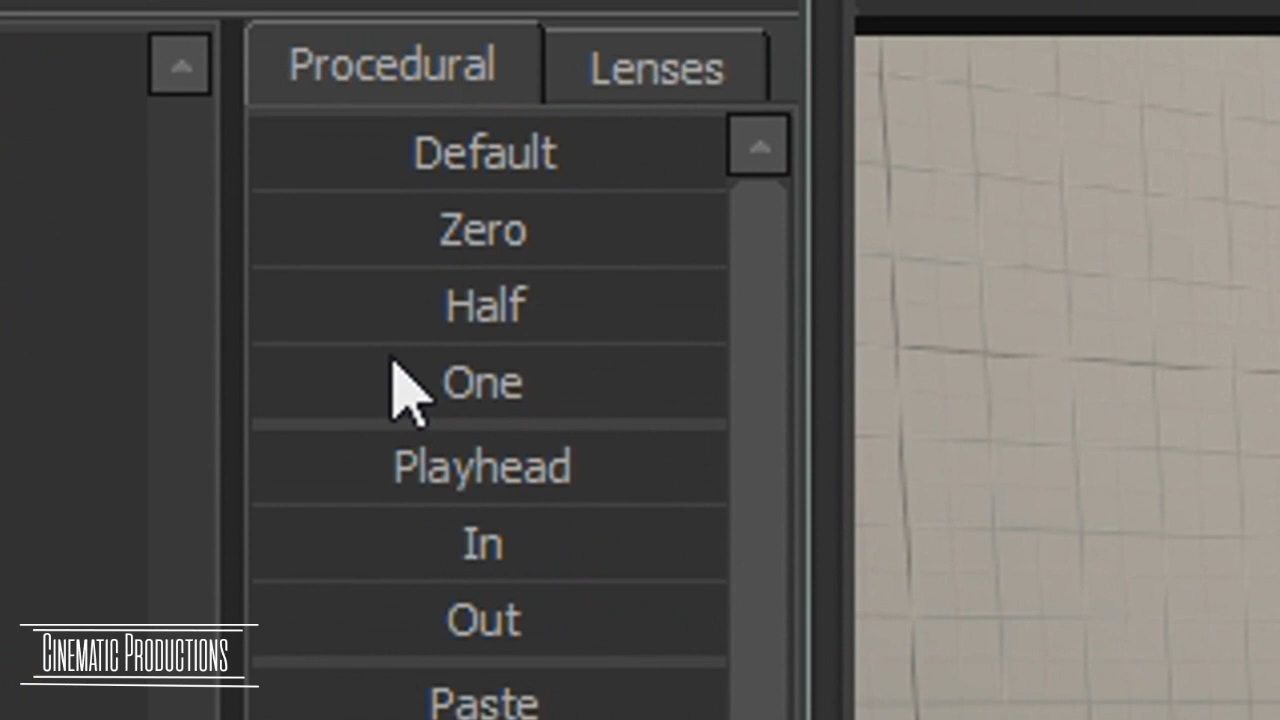 Procedural
Lenses
Default
Zero
Half
One
Playhead
In
Out
Paste
CINEMATIC PRODUCTIONS